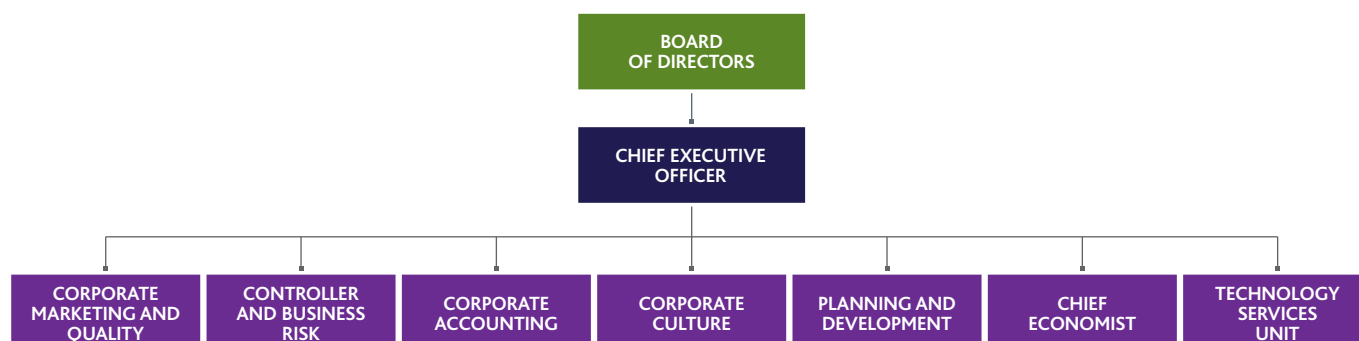 BOARD
OF DIRECTORS
CHIEF EXECUTIVE
OFFICER
CORPORATE
MARKETING AND
QUALITY
CONTROLLER
AND BUSINESS
RISK
CORPORATE
ACCOUNTING
CORPORATE
CULTURE
PLANNING AND
DEVELOPMENT
CHIEF
ECONOMIST
TECHNOLOGY
SERVICES
UNIT